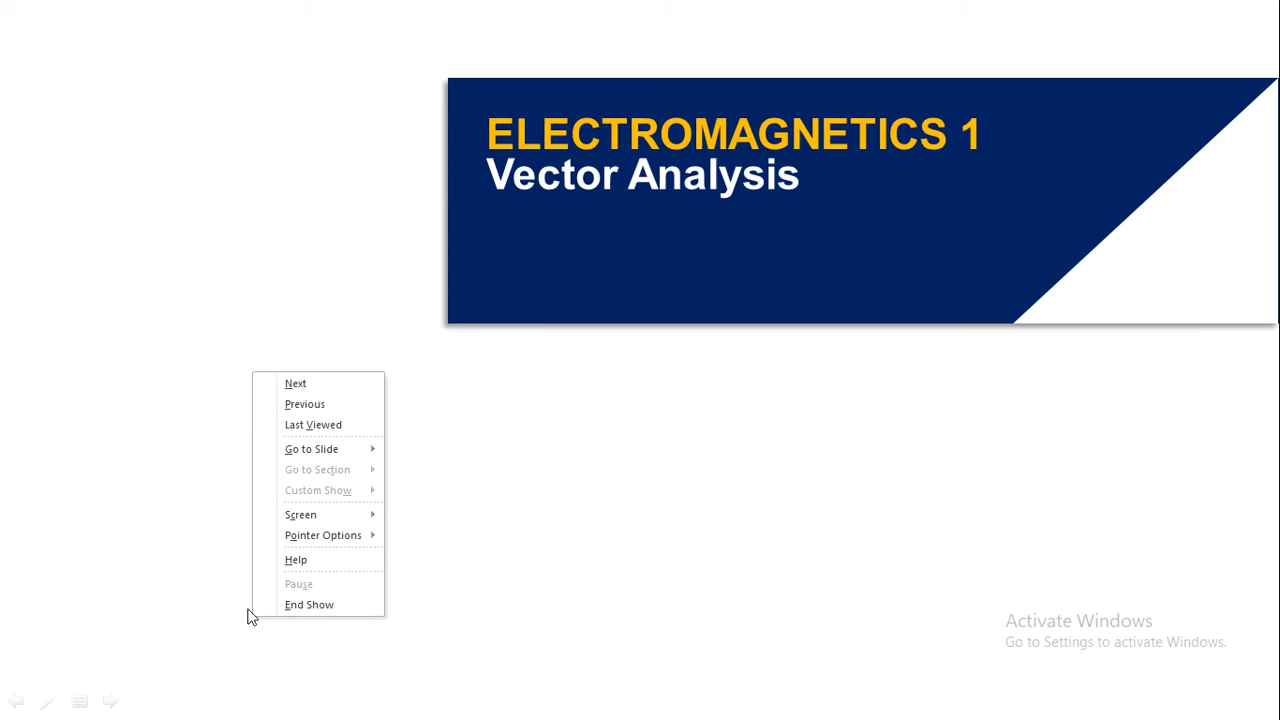 ELECTROMAGNETICS 1
Vector Analysis
Next
Previous
Last Viewed
Go to Slide
Go to Section
Custom Show
Screen
Pointer Options
Help
Pause
End Show
Activate Windows
Go to Settings to activate Windows.